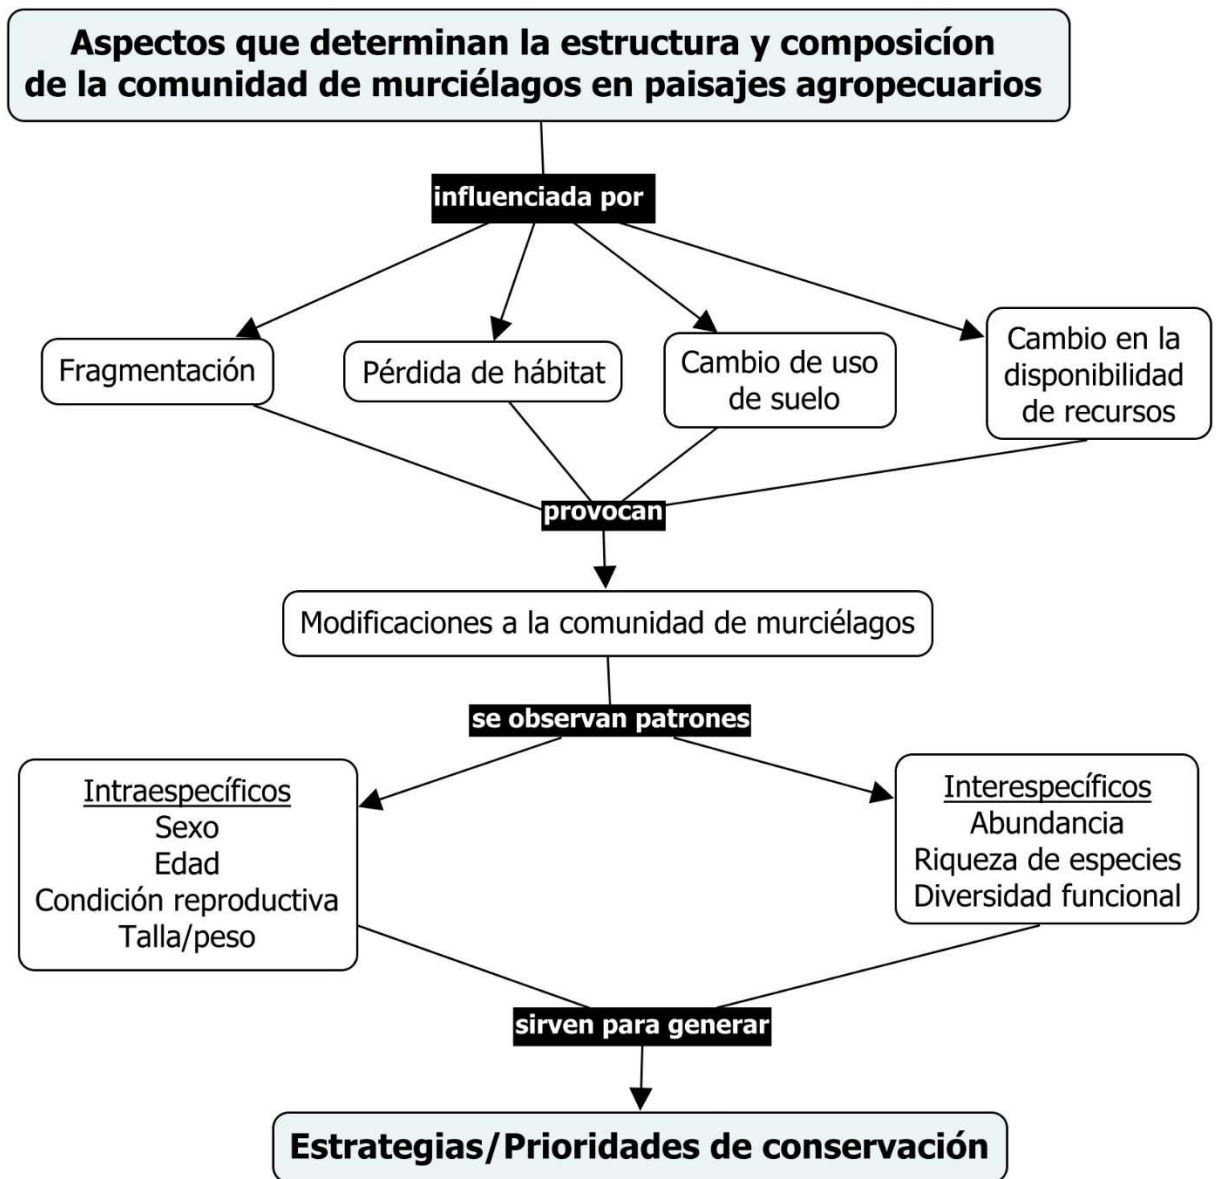 Aspectos que determinan la estructura y composicíon
de la comunidad de murciélagos en paisajes agropecuarios
influenciada por
Fragmentación
Pérdida de hábitat
Cambio de uso
de suelo
Cambio en la
disponibilidad
de recursos
provocan
Modificaciones a la comunidad de murciélagos
se observan patrones
Intraespecíficos
Sexo
Edad
Condición reproductiva
Talla/peso
Interespecíficos
Abundancia
Riqueza de especies
Diversidad funcional
sirven para generar
Estrategias/Prioridades de conservación